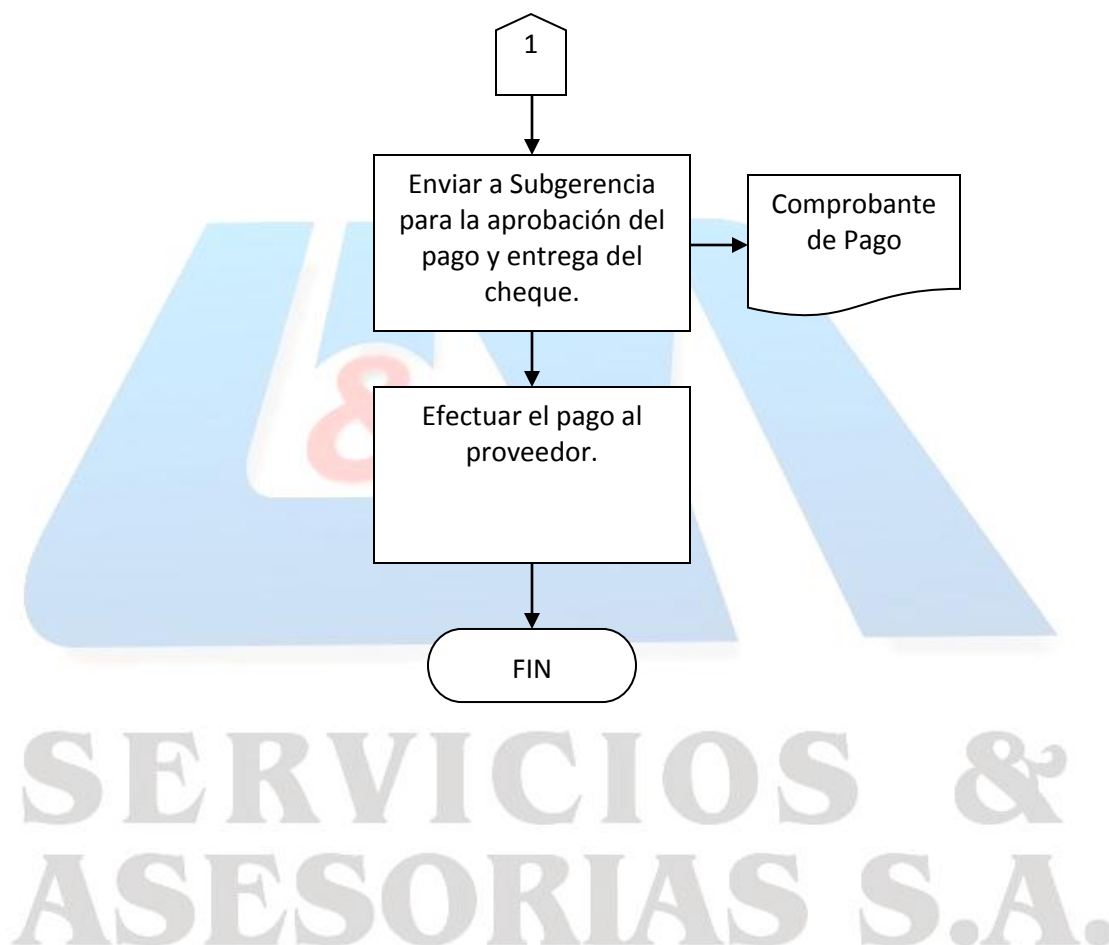 1
Enviar a Subgerencia
para la aprobación del
pago y entrega del
cheque.
Comprobante
de Pago
&
Efectuar el pago al
proveedor.
FIN
SERVICIOS &
ASESORIAS S.A.